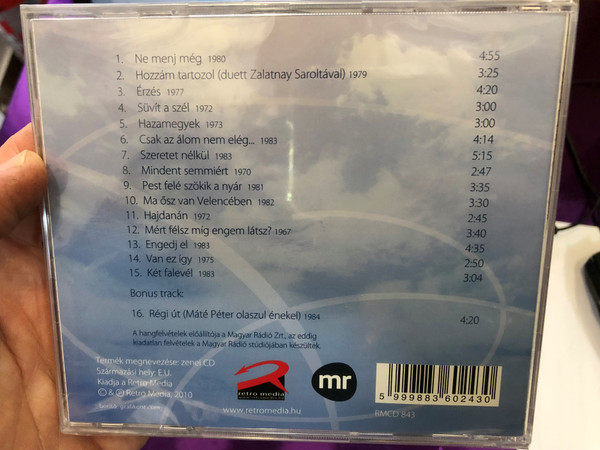 1. Ne menj még 1980 4:55
2. Hozzám tartozol (duett Zalatnay Saroltával) 1979 3:25
3. Érzés 1977 4:20
4. Süvít a szél 1972 3:00
5. Hazamegyek 1973 3:00
6. Csak az álom nem elég... 1983 4:14
7. Szeretet nélkül 1983 5:15
8. Mindent semmiért 1970 2:47
9. Pest felé szökik a nyár 1981 3:35
10. Ma ősz van Velencében 1982 3:30
11. Hajdanán 1972 2:45
12. Mért félsz míg engem látsz? 1967 3:40
13. Engedj el 1983 4:35
14. Van ez így 1975 2:50
15. Két falevél 1983 3:04
Bonus track:
16. Régi út (Máté Péter olaszul énekel) 1984 4:20
A hangfelvételek előállítója a Magyar Rádió Zrt., az eddig
kiadatlan felvételek a Magyar Rádió stúdiójában készültek.
Termék megnevezése: zenei CD
Származási hely: E.U.
Kiadja a Retro Media
© & ℗ Retro Media, 2010
retro media
www.retromedia.hu
mr
5 999883 602430
RMCD 843